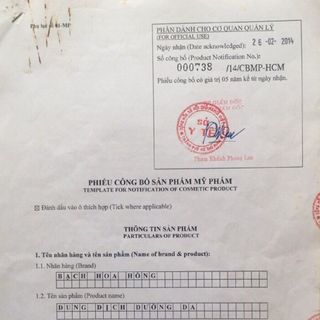 Phụ lục số 01-MP
PHẦN DÀNH CHO CƠ QUAN QUẢN LÝ
(FOR OFFICIAL USE)
Ngày nhận (Date acknowledged): 26 -02- 2014
Số công bố (Product Notification No.):
000738 /14/CBMP-HCM
Phiếu công bố có giá trị 05 năm kể từ ngày nhận.
SỞ
Y TẾ
Phạm Khánh Phong Lan
PHIẾU CÔNG BỐ SẢN PHẨM MỸ PHẨM
TEMPLATE FOR NOTIFICATION OF COSMETIC PRODUCT
Đánh dấu vào ô thích hợp (Tick where applicable)
THÔNG TIN SẢN PHẨM
PARTICULARS OF PRODUCT
1. Tên nhãn hàng và tên sản phẩm (Name of brand & product):
1.1. Nhãn hàng (Brand)
BẠCH HOA HỒNG
1.2. Tên sản phẩm (Product name)
DUNG DỊCH DƯỠNG DA